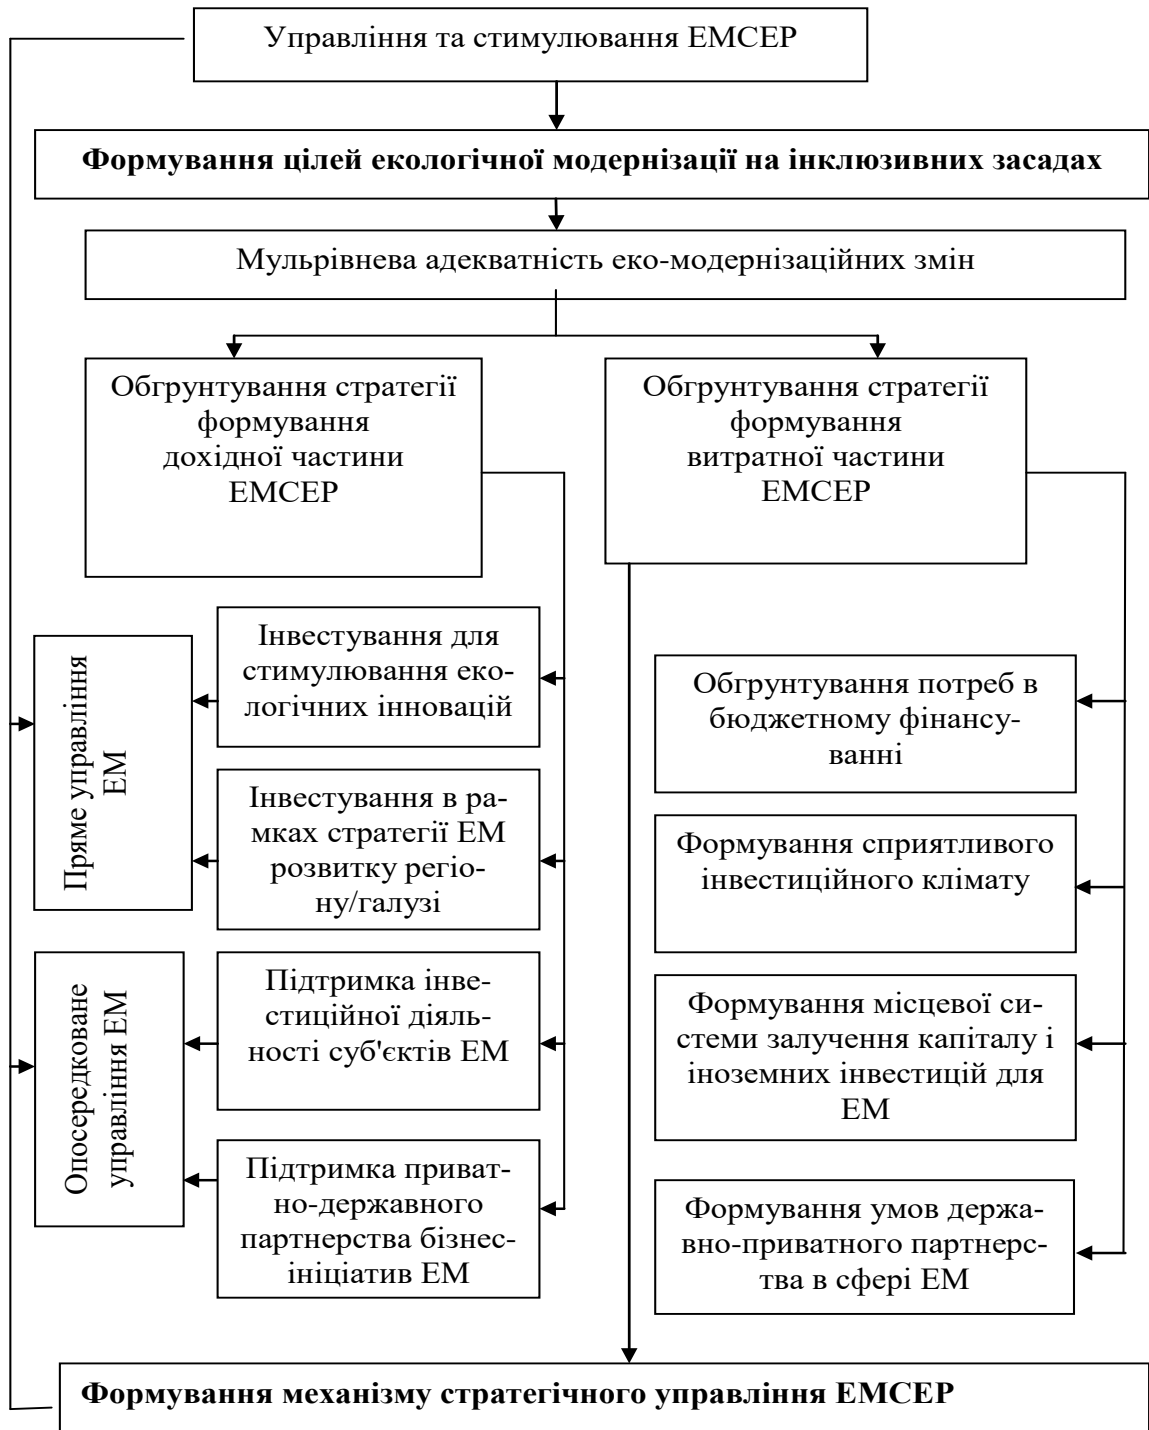 Управління та стимулювання ЕМСЕР
Формування цілей екологічної модернізації на інклюзивних засадах
Мульрівнева адекватність еко-модернізаційних змін
Обгрунтування стратегії
формування
дохідної частини
ЕМСЕР
Обгрунтування стратегії
формування
витратної частини
ЕМСЕР
Пряме управління
ЕМ
Інвестування для
стимулювання еко-
логічних інновацій
Інвестування в ра-
мках стратегії ЕМ
розвитку регіо-
ну/галузі
Опосередковане
управління ЕМ
Підтримка інве-
стиційної діяль-
ності суб'єктів ЕМ
Підтримка приват-
но-державного
партнерства бізнес-
ініціатив ЕМ
Обгрунтування потреб в
бюджетному фінансу-
ванні
Формування сприятливого
інвестиційного клімату
Формування місцевої си-
стеми залучення капіталу і
іноземних інвестицій для
ЕМ
Формування умов держа-
вно-приватного партнерс-
тва в сфері ЕМ
Формування механізму стратегічного управління ЕМСЕР